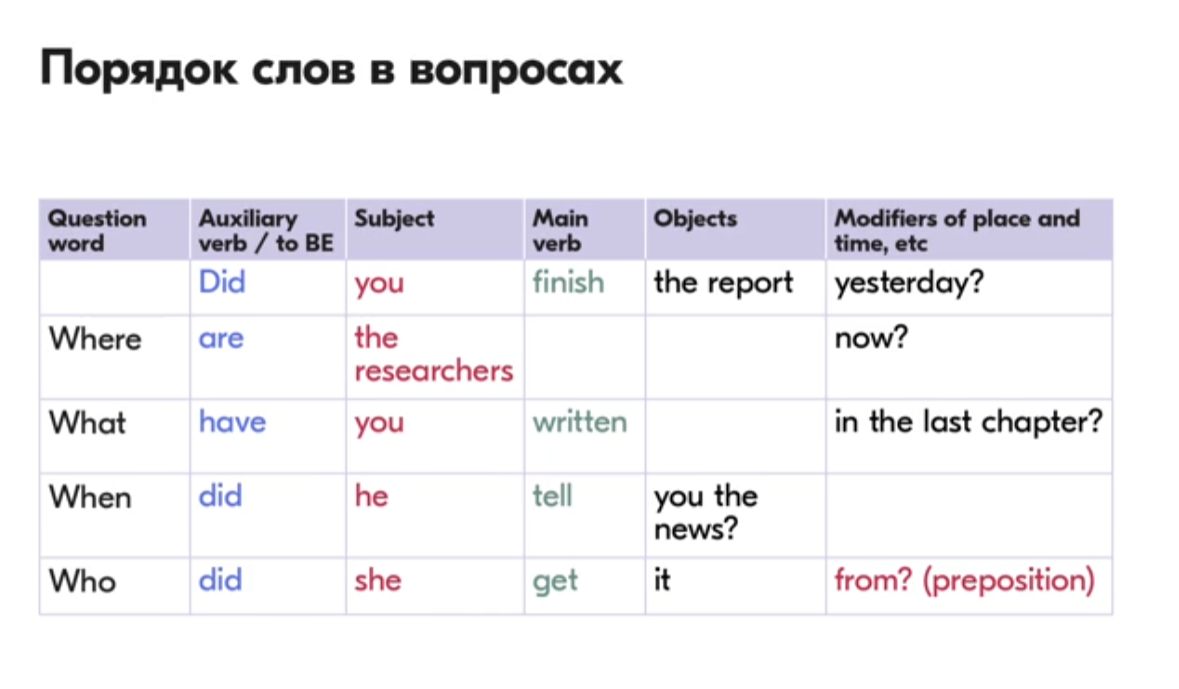 Порядок слов в вопросах
Question word | Auxiliary verb / to BE | Subject | Main verb | Objects | Modifiers of place and time, etc
Did | you | finish | the report | yesterday?
Where | are | the researchers | now?
What | have | you | written | in the last chapter?
When | did | he | tell | you the news?
Who | did | she | get | it | from? (preposition)